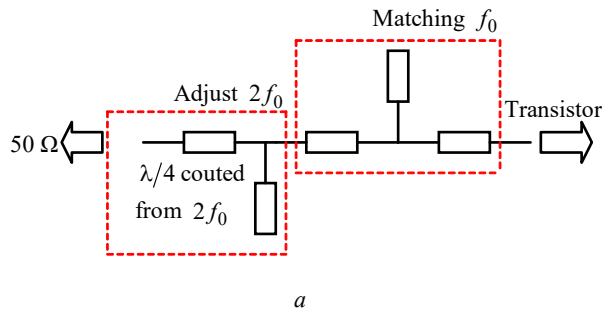 Matching f₀
Adjust 2f₀
Transistor
50 Ω
λ/4 couted
from 2f₀
a